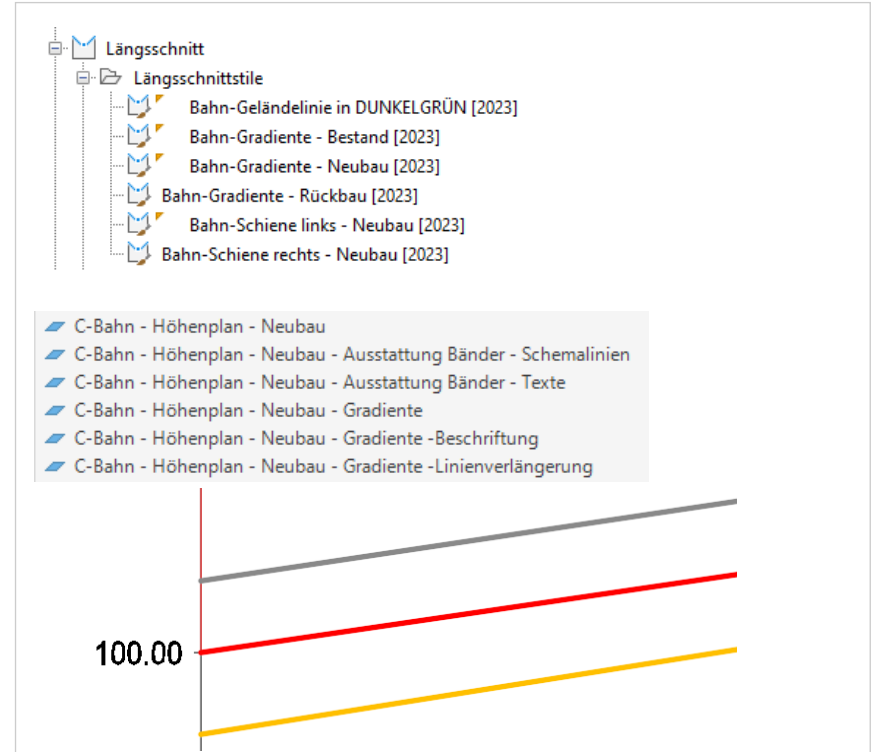 Längsschnitt
Längsschnittstile
Bahn-Geländelinie in DUNKELGRÜN [2023]
Bahn-Gradiente - Bestand [2023]
Bahn-Gradiente - Neubau [2023]
Bahn-Gradiente - Rückbau [2023]
Bahn-Schiene links - Neubau [2023]
Bahn-Schiene rechts - Neubau [2023]
C-Bahn - Höhenplan - Neubau
C-Bahn - Höhenplan - Neubau - Ausstattung Bänder - Schemalinien
C-Bahn - Höhenplan - Neubau - Ausstattung Bänder - Texte
C-Bahn - Höhenplan - Neubau - Gradiente
C-Bahn - Höhenplan - Neubau - Gradiente -Beschriftung
C-Bahn - Höhenplan - Neubau - Gradiente -Linienverlängerung
100.00